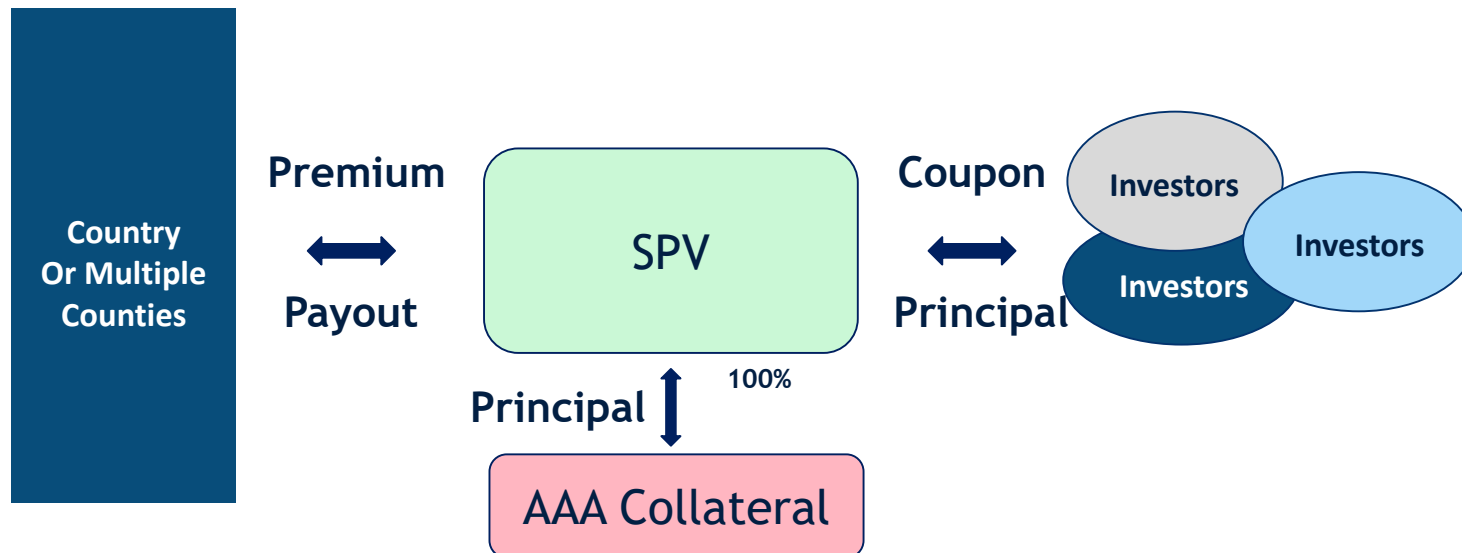 Country
Or Multiple
Counties
Premium
Payout
SPV
Coupon
Principal
Investors
Investors
Investors
100%
Principal
AAA Collateral